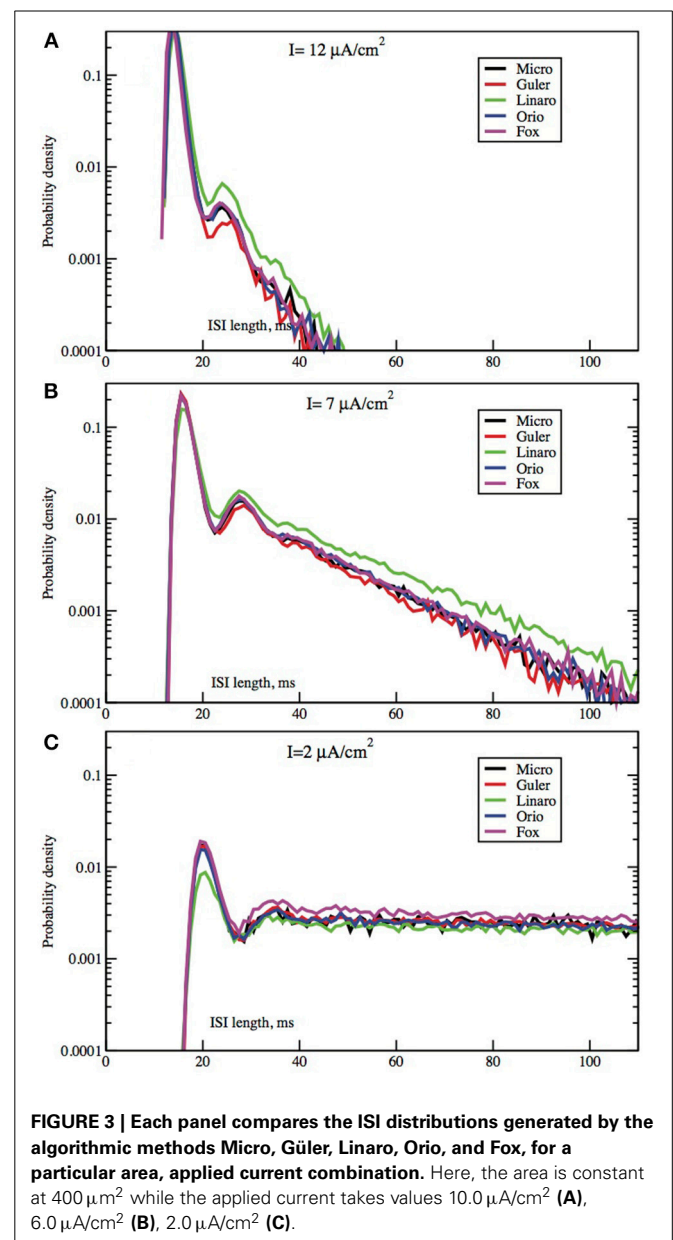 A
I= 12 µA/cm²
Micro
Guler
Linaro
Orio
Fox
Probability density
0.1
0.01
0.001
0.0001
ISI length, ms
0 20 40 60 80 100
B
I= 7 µA/cm²
Micro
Guler
Linaro
Orio
Fox
Probability density
0.1
0.01
0.001
0.0001
ISI length, ms
0 20 40 60 80 100
C
I=2 µA/cm²
Micro
Guler
Linaro
Orio
Fox
Probability density
0.1
0.01
0.001
0.0001
ISI length, ms
0 20 40 60 80 100
FIGURE 3 | Each panel compares the ISI distributions generated by the
algorithmic methods Micro, Güler, Linaro, Orio, and Fox, for a
particular area, applied current combination. Here, the area is constant
at 400 µm² while the applied current takes values 10.0 µA/cm² (A),
6.0 µA/cm² (B), 2.0 µA/cm² (C).